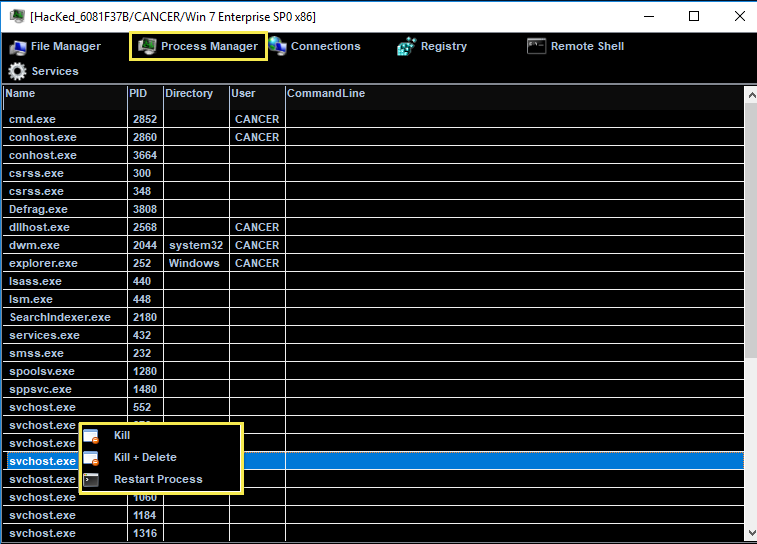 [HacKed_6081F37B/CANCER/Win 7 Enterprise SP0 x86]
File Manager Process Manager Connections Registry Remote Shell
Services
Name PID Directory User CommandLine
cmd.exe 2852 CANCER
conhost.exe 2860 CANCER
conhost.exe 3664
csrss.exe 300
csrss.exe 348
Defrag.exe 3808
dllhost.exe 2568 CANCER
dwm.exe 2044 system32 CANCER
explorer.exe 252 Windows CANCER
lsass.exe 440
lsm.exe 448
SearchIndexer.exe 2180
services.exe 432
smss.exe 232
spoolsv.exe 1280
sppsvc.exe 1480
svchost.exe 552
svchost.exe
Kill
svchost.exe
Kill + Delete
svchost.exe
Restart Process
svchost.exe
svchost.exe 1060
svchost.exe 1184
svchost.exe 1316